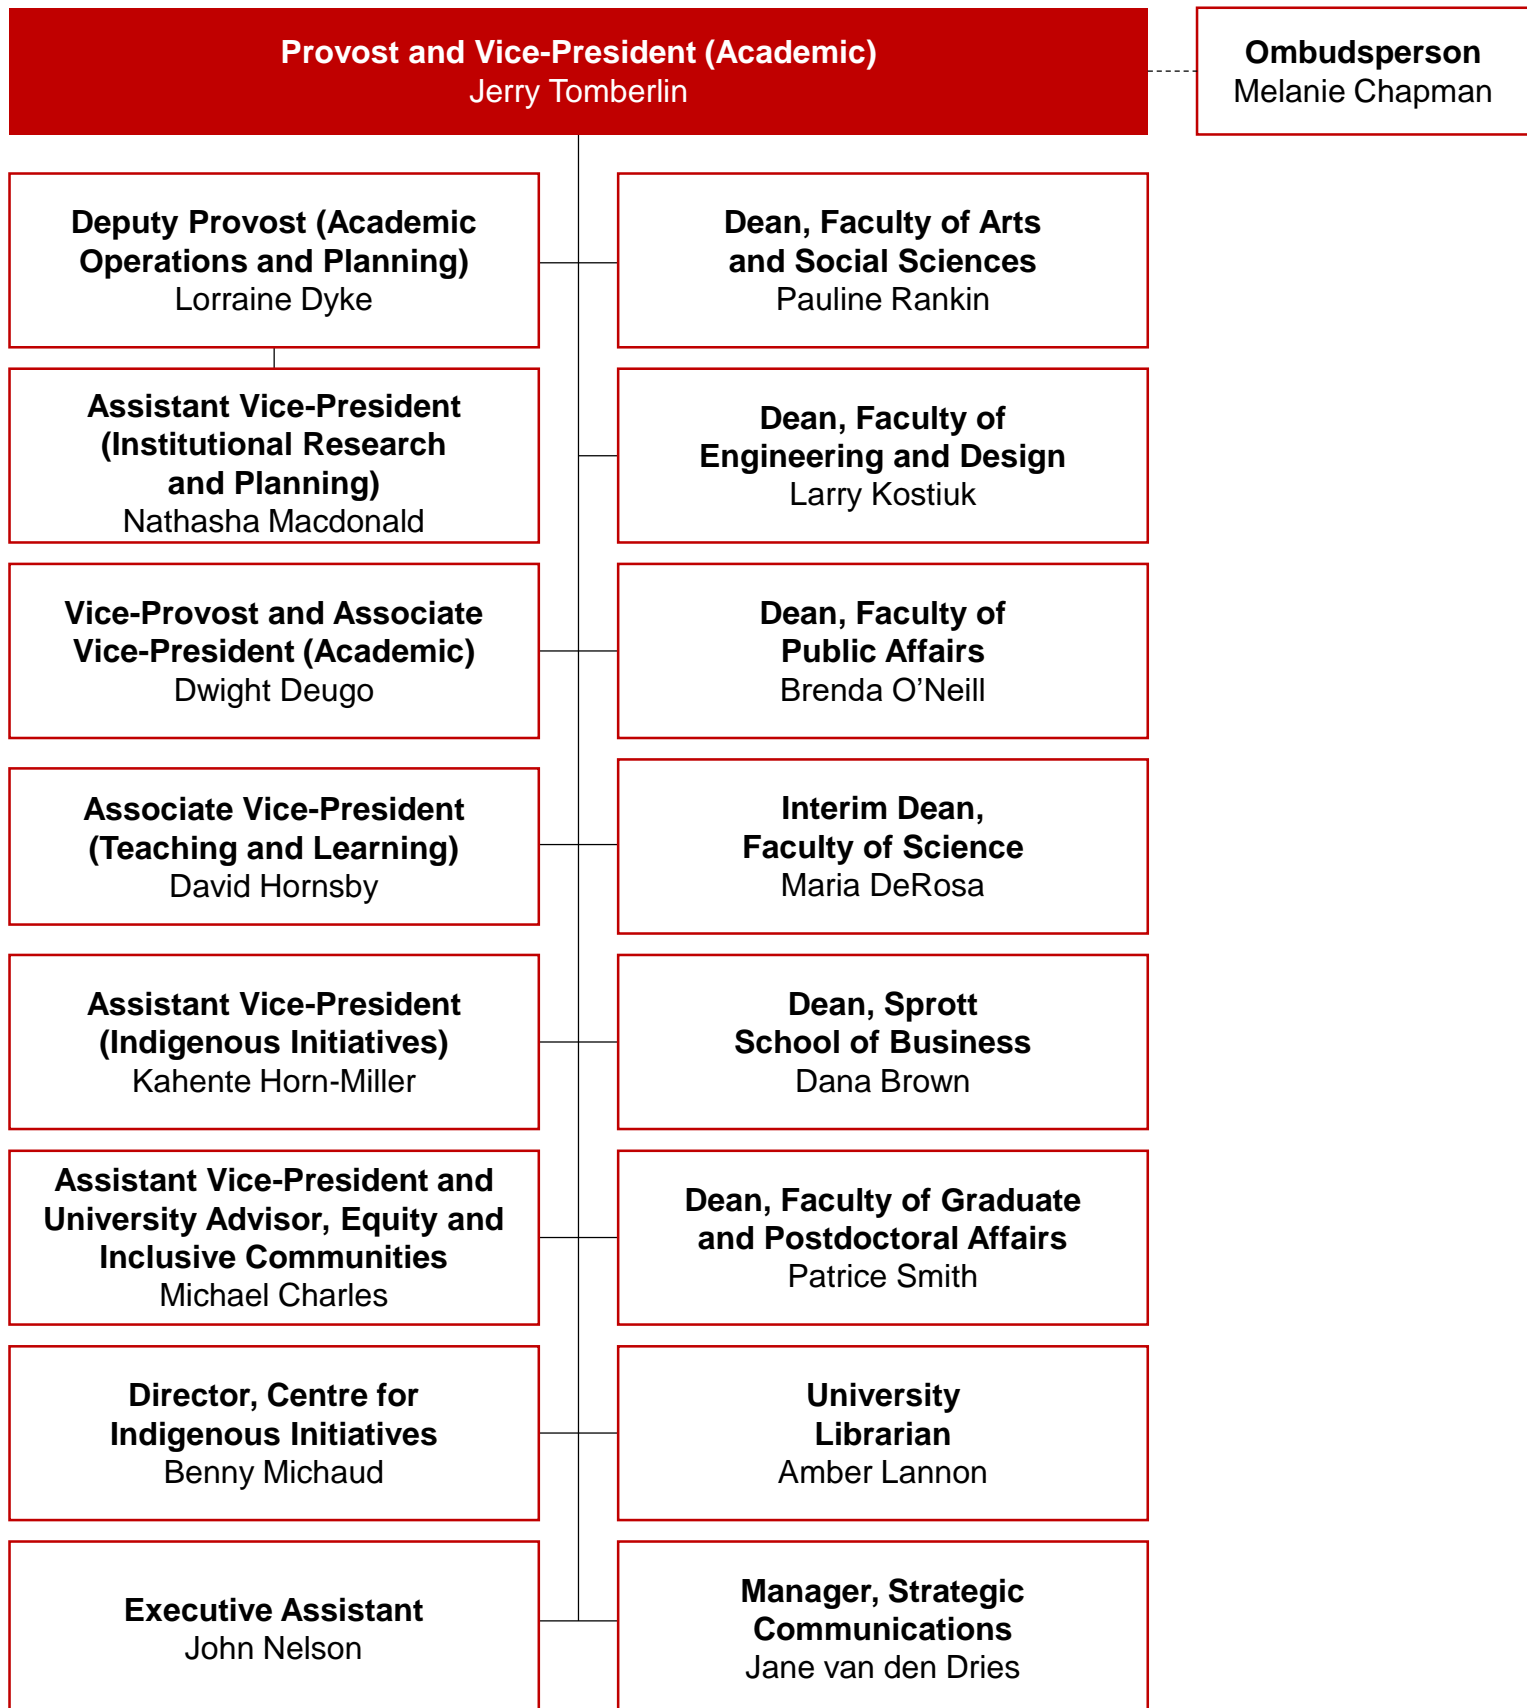 Provost and Vice-President (Academic)
Jerry Tomberlin
Ombudsperson
Melanie Chapman
Deputy Provost (Academic
Operations and Planning)
Lorraine Dyke
Dean, Faculty of Arts
and Social Sciences
Pauline Rankin
Assistant Vice-President
(Institutional Research
and Planning)
Nathasha Macdonald
Dean, Faculty of
Engineering and Design
Larry Kostiuk
Vice-Provost and Associate
Vice-President (Academic)
Dwight Deugo
Dean, Faculty of
Public Affairs
Brenda O’Neill
Associate Vice-President
(Teaching and Learning)
David Hornsby
Interim Dean,
Faculty of Science
Maria DeRosa
Assistant Vice-President
(Indigenous Initiatives)
Kahente Horn-Miller
Dean, Sprott
School of Business
Dana Brown
Assistant Vice-President and
University Advisor, Equity and
Inclusive Communities
Michael Charles
Dean, Faculty of Graduate
and Postdoctoral Affairs
Patrice Smith
Director, Centre for
Indigenous Initiatives
Benny Michaud
University
Librarian
Amber Lannon
Executive Assistant
John Nelson
Manager, Strategic
Communications
Jane van den Dries